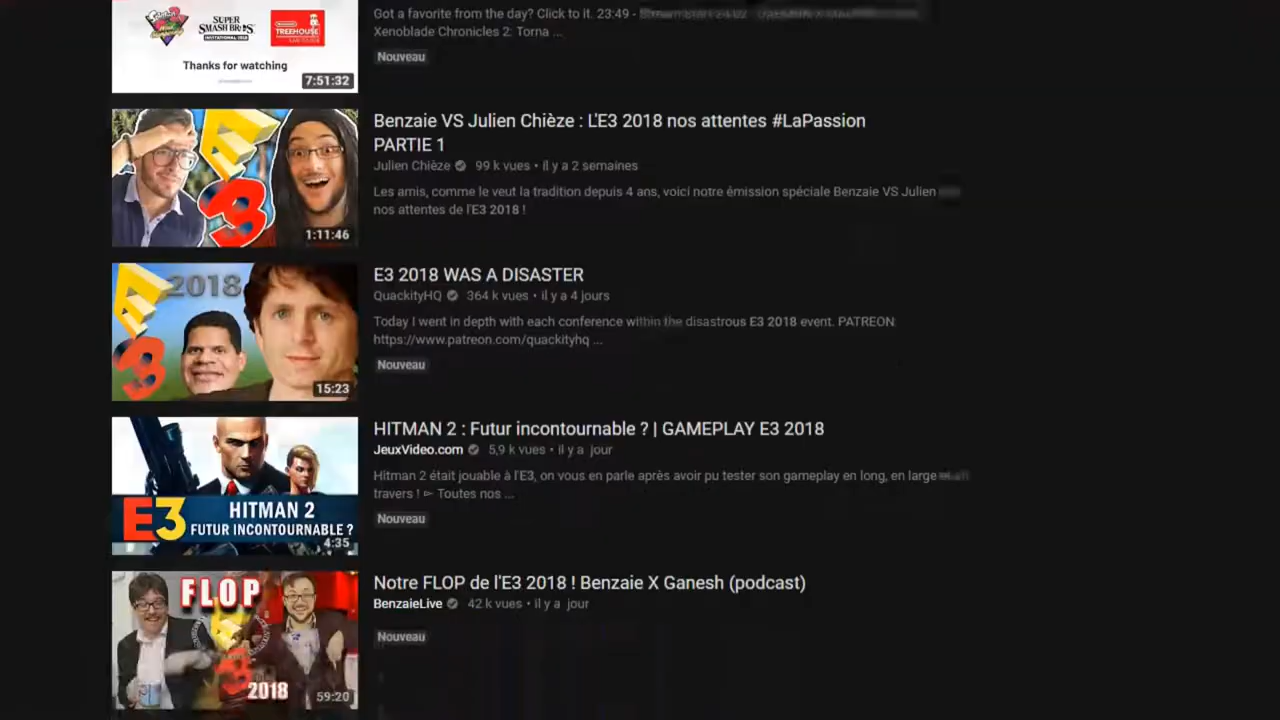 SUPER
SMASH BROS
INVITATIONAL 2018
TREEHOUSE
Thanks for watching
7:51:32
Got a favorite from the day? Click to it. 23:49 -
Xenoblade Chronicles 2: Torna ...
Nouveau
E3
1:11:46
Benzaie VS Julien Chièze : L'E3 2018 nos attentes #LaPassion
PARTIE 1
Julien Chièze 99 k vues • il y a 2 semaines
Les amis, comme le veut la tradition depuis 4 ans, voici notre émission spéciale Benzaie VS Julien
nos attentes de l'E3 2018 !
E3
2018
15:23
E3 2018 WAS A DISASTER
QuackityHQ 364 k vues • il y a 4 jours
Today I went in depth with each conference within the disastrous E3 2018 event. PATREON:
https://www.patreon.com/quackityhq ...
Nouveau
E3
HITMAN 2
FUTUR INCONTOURNABLE ?
4:35
HITMAN 2 : Futur incontournable ? | GAMEPLAY E3 2018
JeuxVideo.com 5,9 k vues • il y a jour
Hitman 2 était jouable à l'E3, on vous en parle après avoir pu tester son gameplay en long, en large
travers ! ► Toutes nos ...
Nouveau
FLOP
E3
2018
59:20
Notre FLOP de l'E3 2018 ! Benzaie X Ganesh (podcast)
BenzaieLive 42 k vues • il y a jour
Nouveau